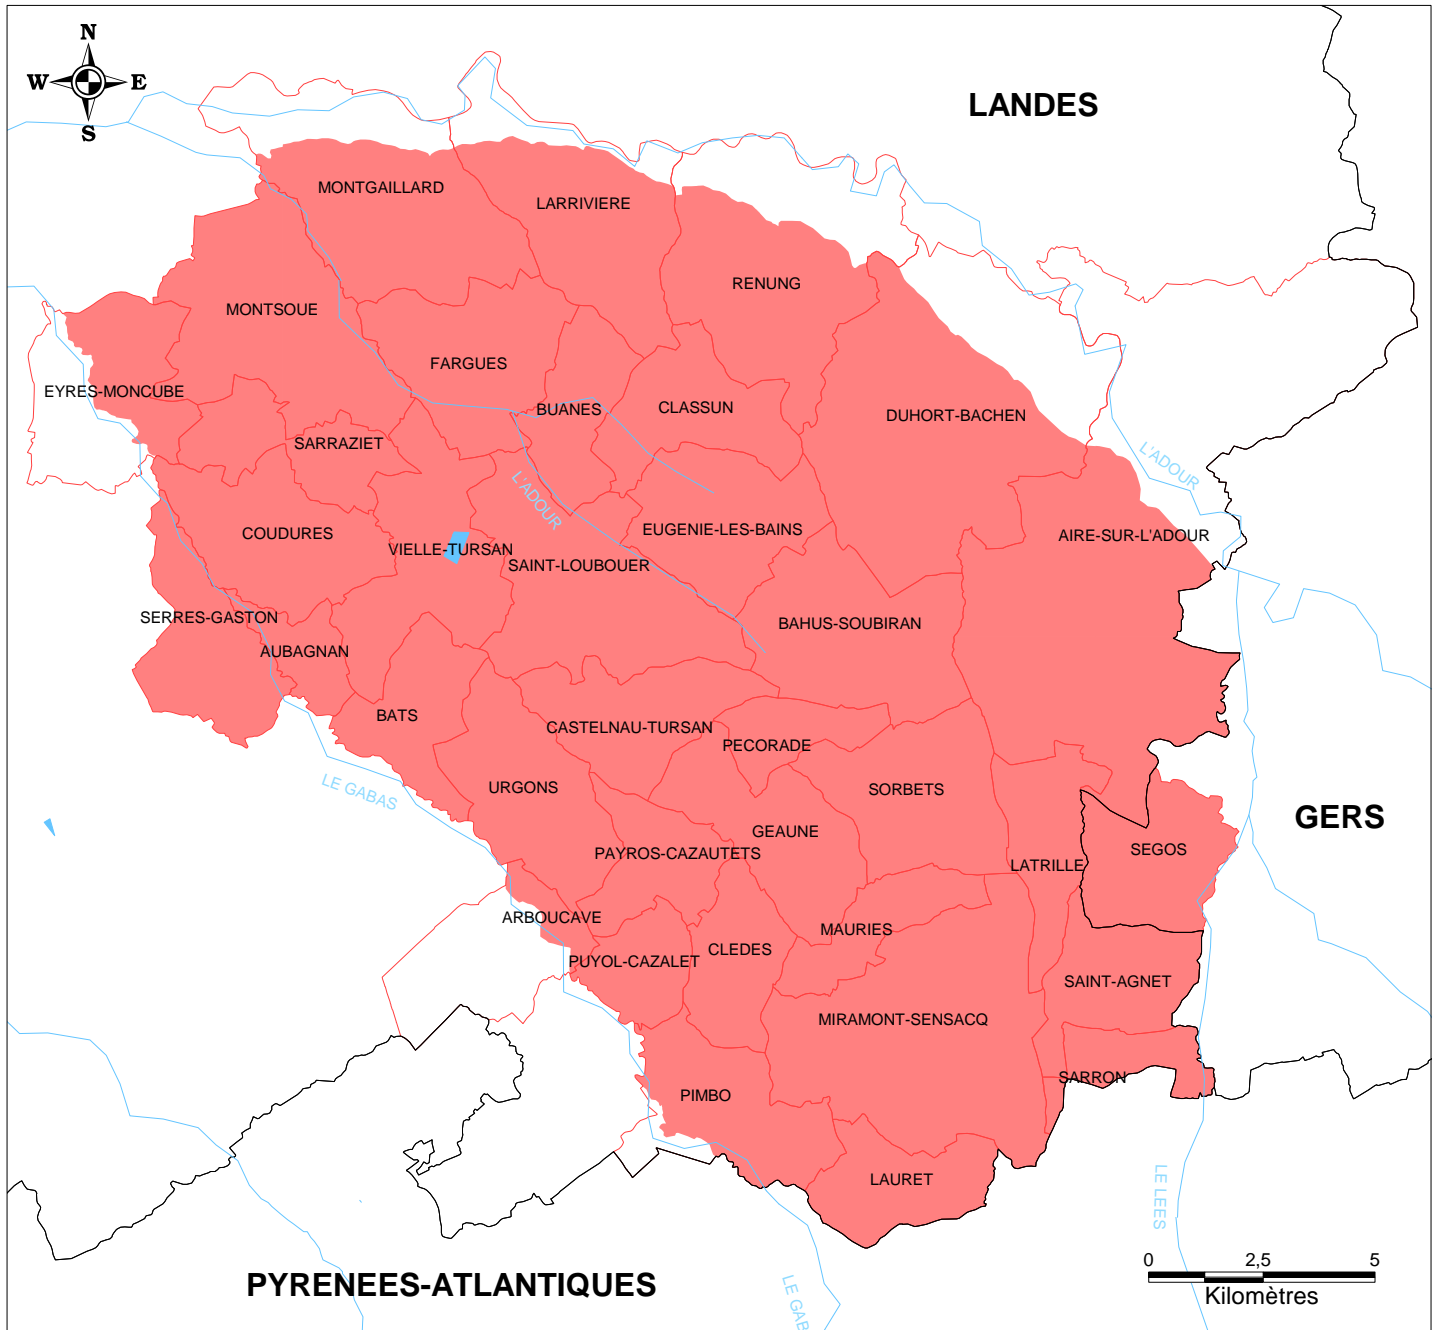 N
W E
S
LANDES
MONTGAILLARD
LARRIVIERE
RENUNG
MONTSOUE
FARGUES
EYRES-MONCUBE
BUANES
CLASSUN
DUHORT-BACHEN
SARRAZIET
L'ADOUR
L'ADOUR
COUDURES
EUGENIE-LES-BAINS
AIRE-SUR-L'ADOUR
VIELLE-TURSAN
SAINT-LOUBOUER
SERRES-GASTON
BAHUS-SOUBIRAN
AUBAGNAN
BATS
CASTELNAU-TURSAN
PECORADE
LE GABAS
URGONS
SORBETS
GERS
GEAUNE
PAYROS-CAZAUTETS
SEGOS
LATRILLE
ARBOUCAVE
MAURIES
CLEDES
PUYOL-CAZALET
SAINT-AGNET
MIRAMONT-SENSACQ
SARRON
PIMBO
LAURET
LE LEES
PYRENEES-ATLANTIQUES
LE GAB
0 2,5 5
Kilomètres